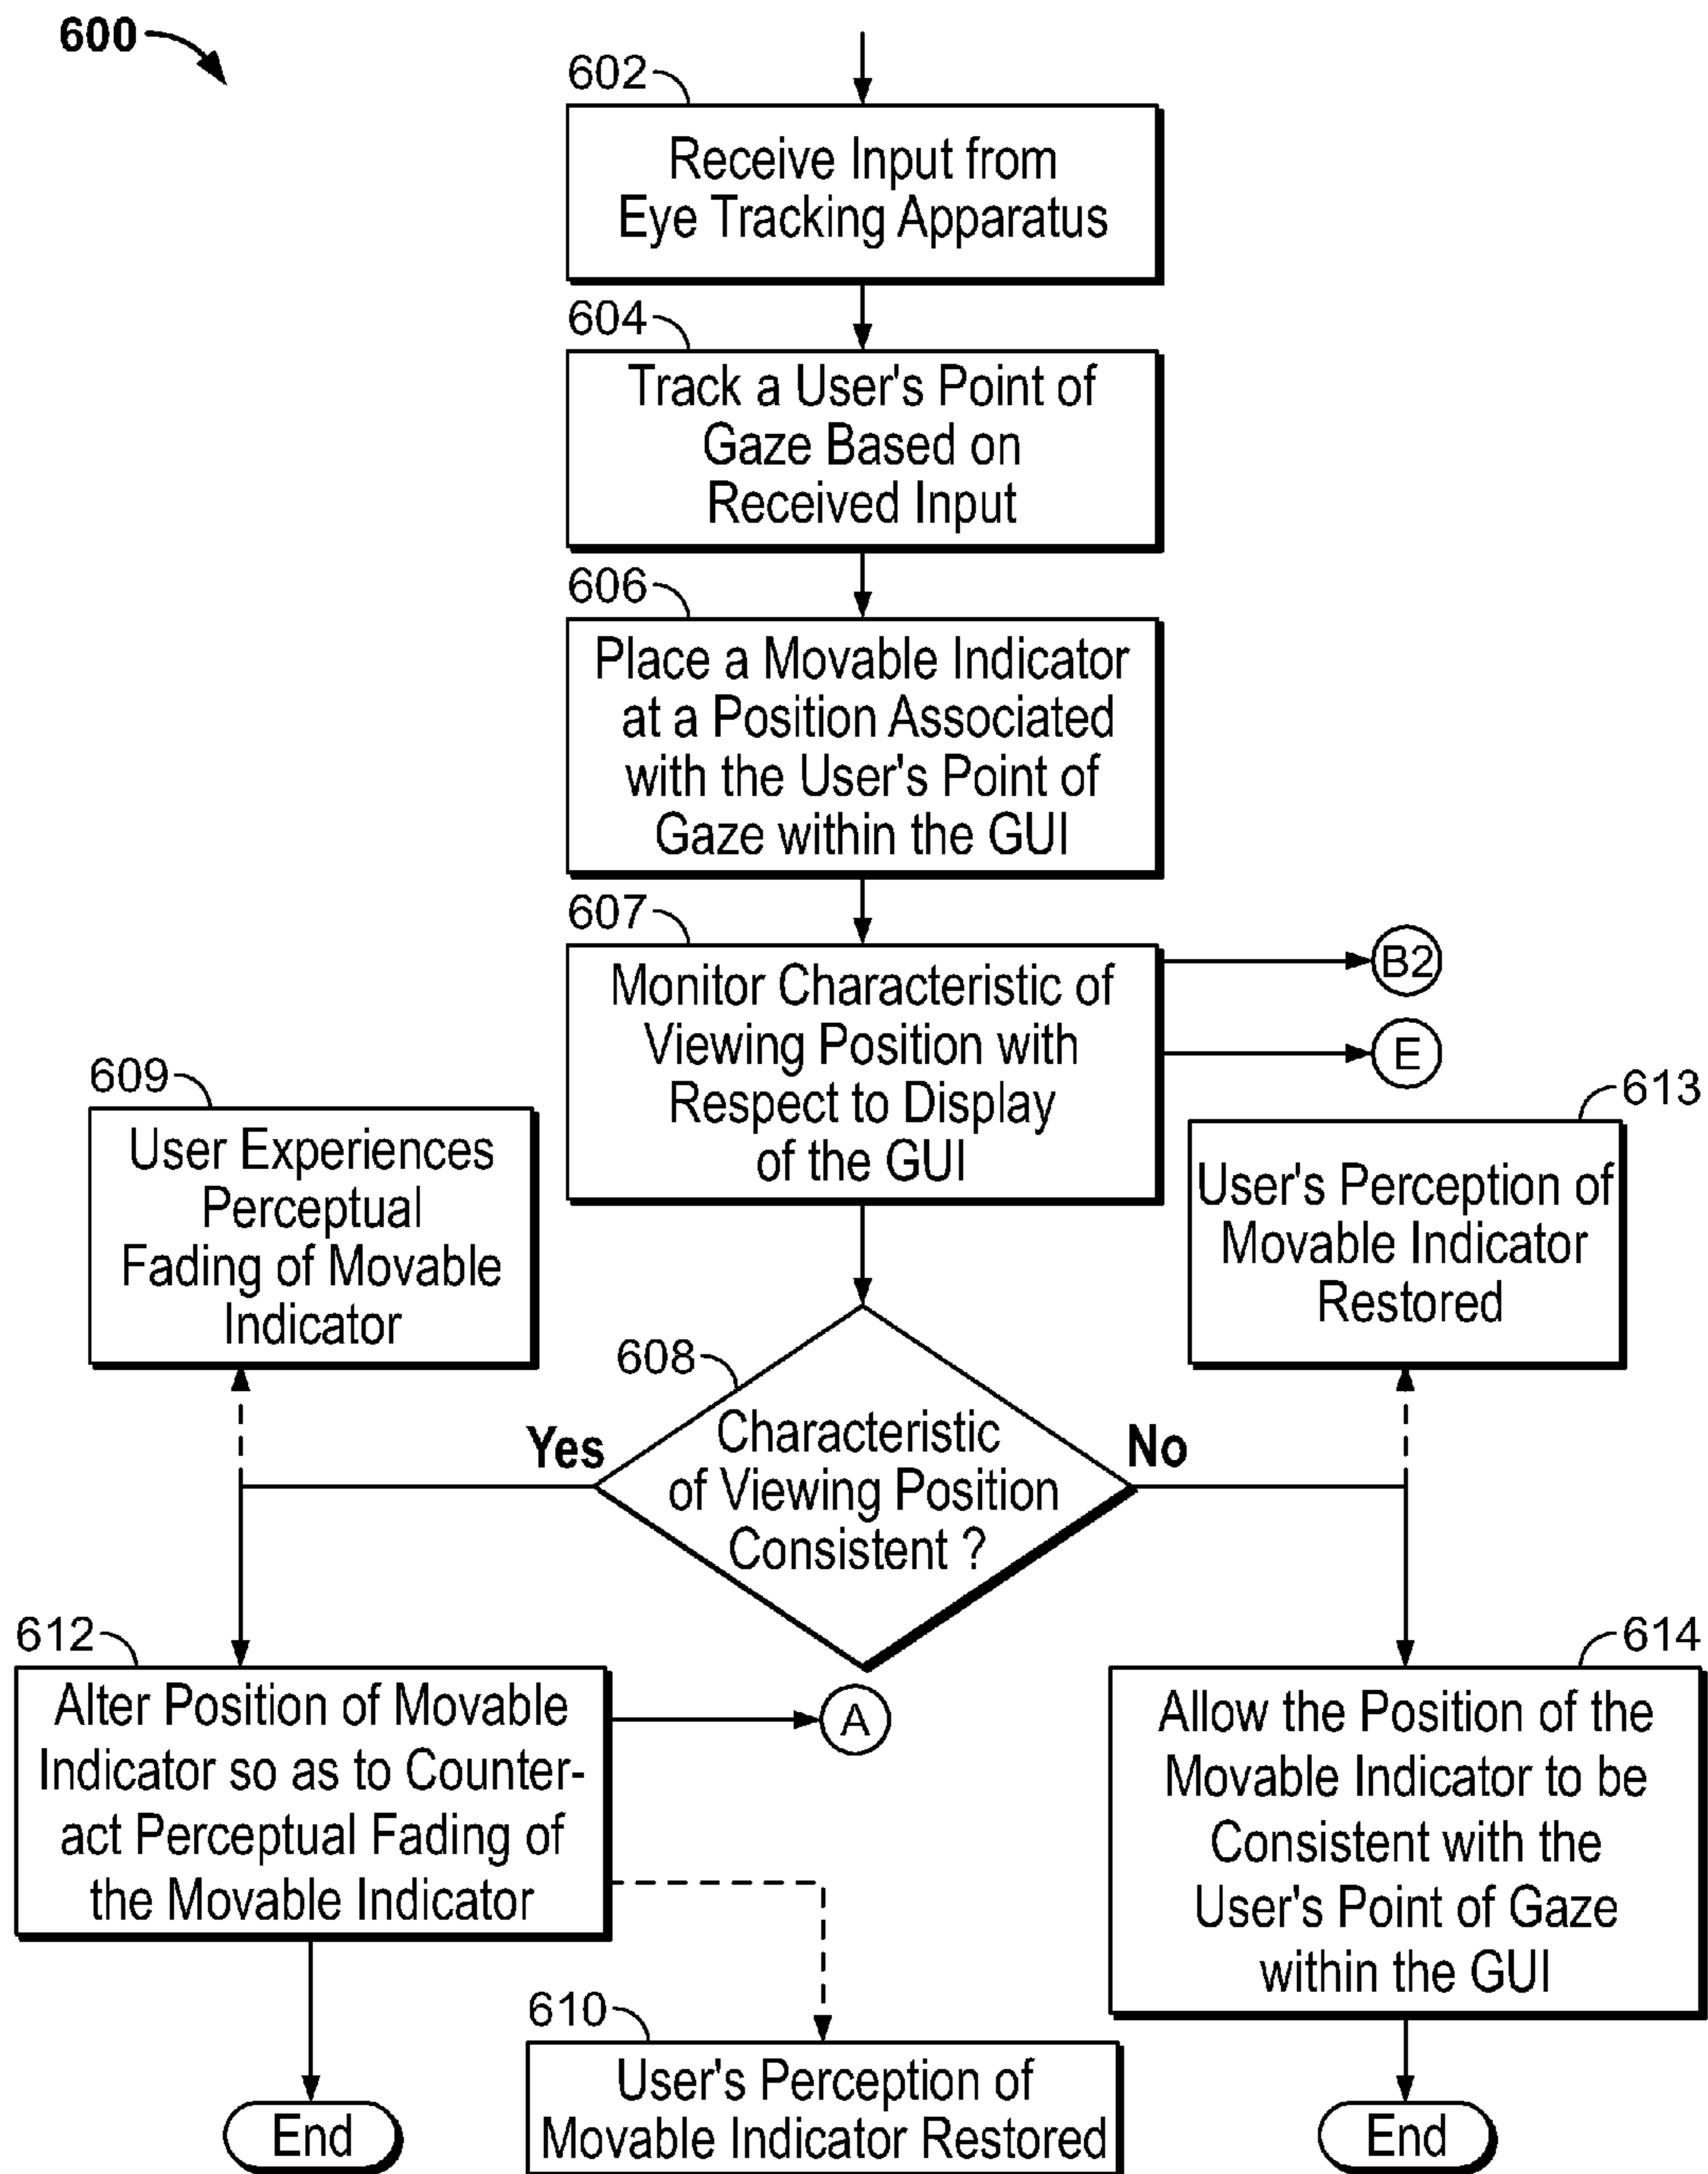 600
602
Receive Input from
Eye Tracking Apparatus
604
Track a User's Point of
Gaze Based on
Received Input
606
Place a Movable Indicator
at a Position Associated
with the User's Point of
Gaze within the GUI
607
Monitor Characteristic of
Viewing Position with
Respect to Display
of the GUI
B2
E
609
User Experiences
Perceptual
Fading of Movable
Indicator
613
User's Perception of
Movable Indicator
Restored
608
Characteristic
of Viewing Position
Consistent ?
Yes
No
612
Alter Position of Movable
Indicator so as to Counter-
act Perceptual Fading of
the Movable Indicator
A
614
Allow the Position of the
Movable Indicator to be
Consistent with the
User's Point of Gaze
within the GUI
610
User's Perception of
Movable Indicator Restored
End
End